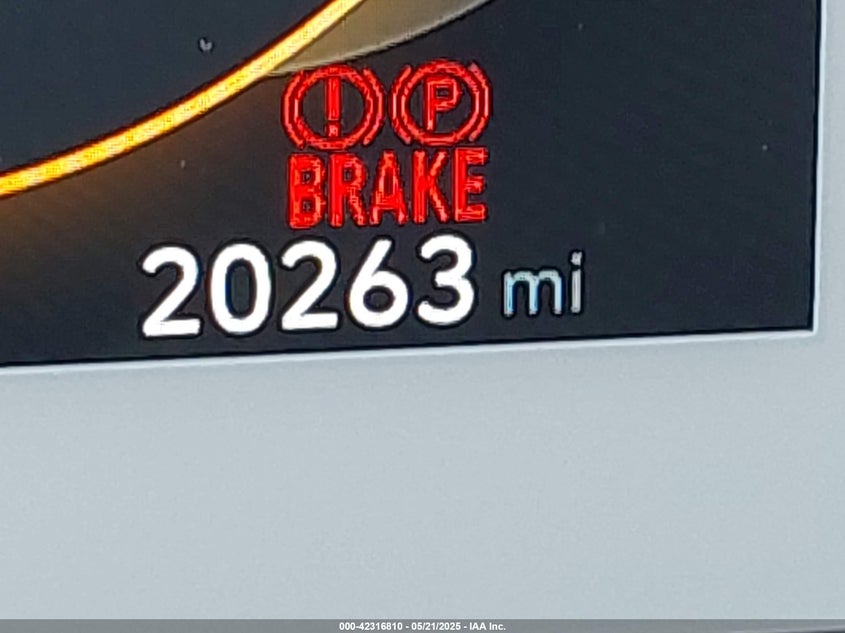 ! P
BRAKE
20263 mi
000-42316810 - 05/21/2025 - IAA Inc.